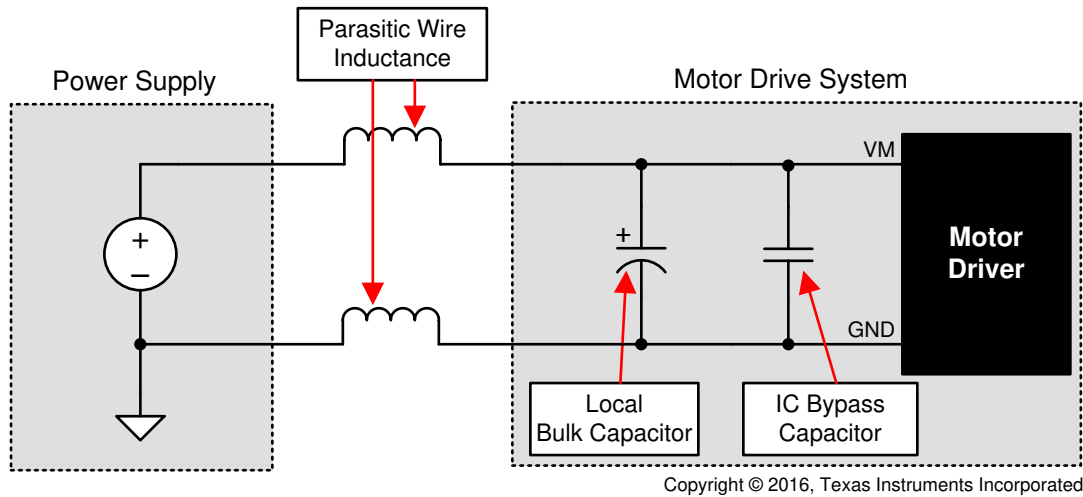 Parasitic Wire
Inductance
Power Supply
Motor Drive System
VM
+
–
+
Motor
Driver
GND
Local
Bulk Capacitor
IC Bypass
Capacitor
Copyright © 2016, Texas Instruments Incorporated